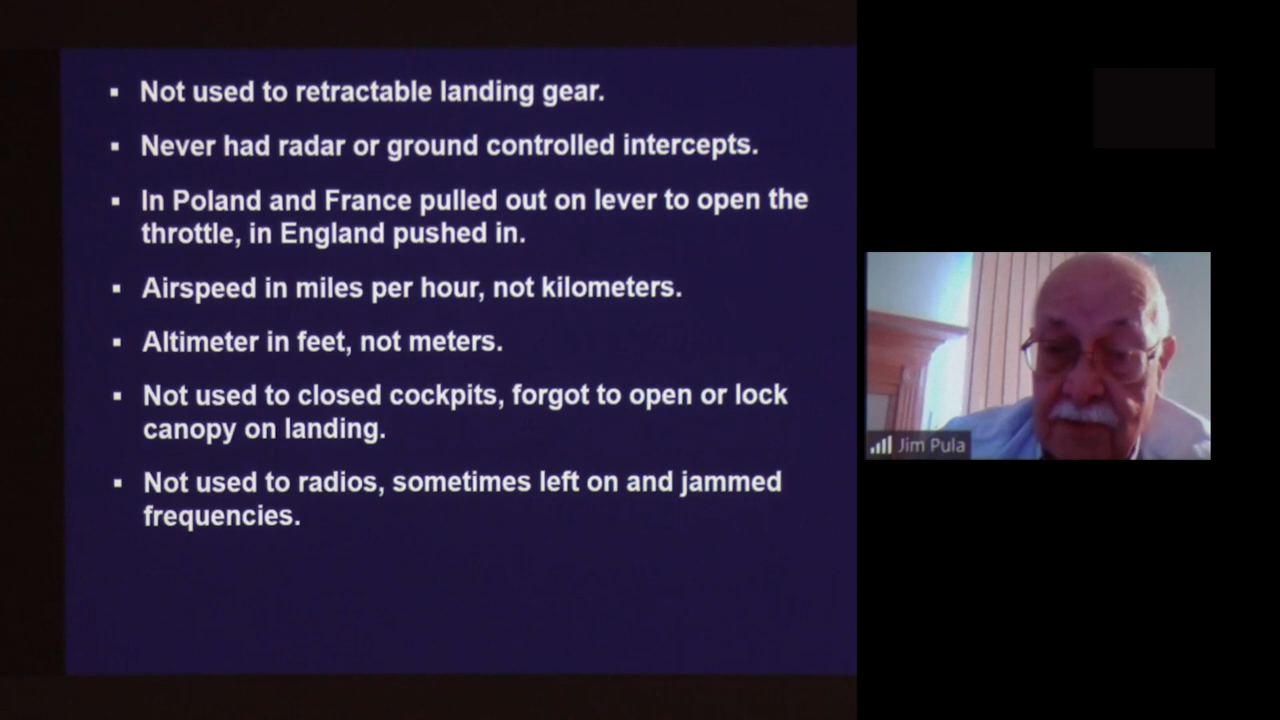 ▪ Not used to retractable landing gear.
▪ Never had radar or ground controlled intercepts.
▪ In Poland and France pulled out on lever to open the
throttle, in England pushed in.
▪ Airspeed in miles per hour, not kilometers.
▪ Altimeter in feet, not meters.
▪ Not used to closed cockpits, forgot to open or lock
canopy on landing.
▪ Not used to radios, sometimes left on and jammed
frequencies.
Jim Pula